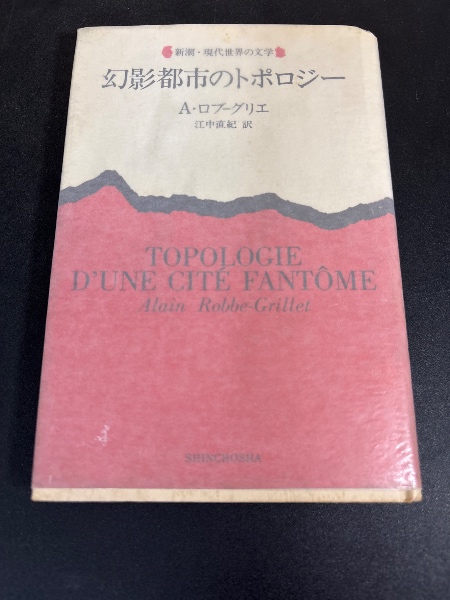 新潮・現代世界の文学
幻影都市のトポロジー
A・ロブ=グリエ
江中直紀 訳
TOPOLOGIE
D'UNE CITÉ FANTÔME
Alain Robbe-Grillet
SHINCHOSHA